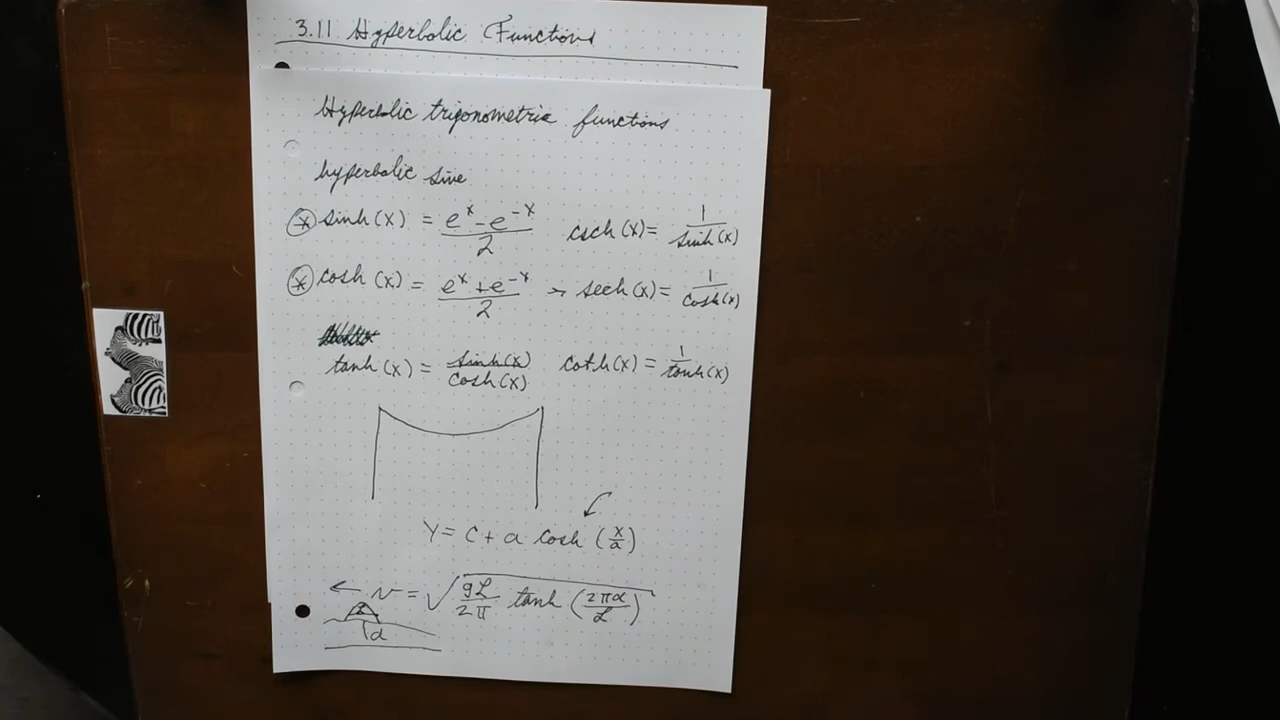 3.11 Hyperbolic Functions
Hyperbolic trigonometric functions
hyperbolic sine
* sinh(x) = (e^x - e^-x)/2 csch(x) = 1/sinh(x)
* cosh(x) = (e^x + e^-x)/2 → sech(x) = 1/cosh(x)
tanh(x) = sinh(x)/cosh(x) coth(x) = 1/tanh(x)
y = c + a cosh(x/a)
← v = √(gL/2π tanh(2πd/L))
d